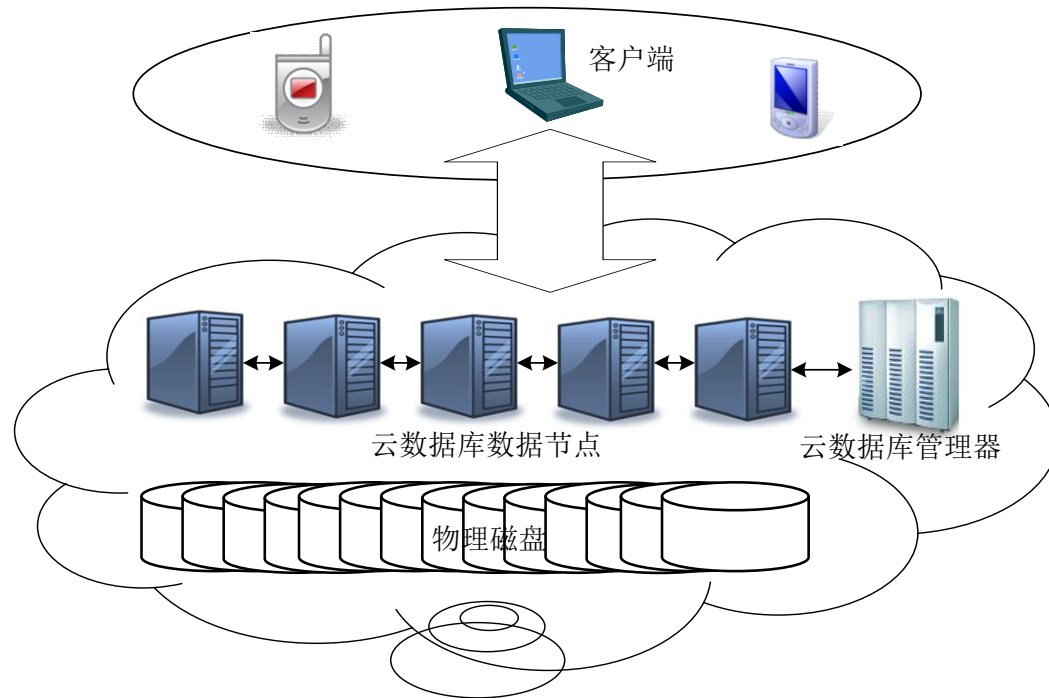 客户端
云数据库数据节点
云数据库管理器
物理磁盘